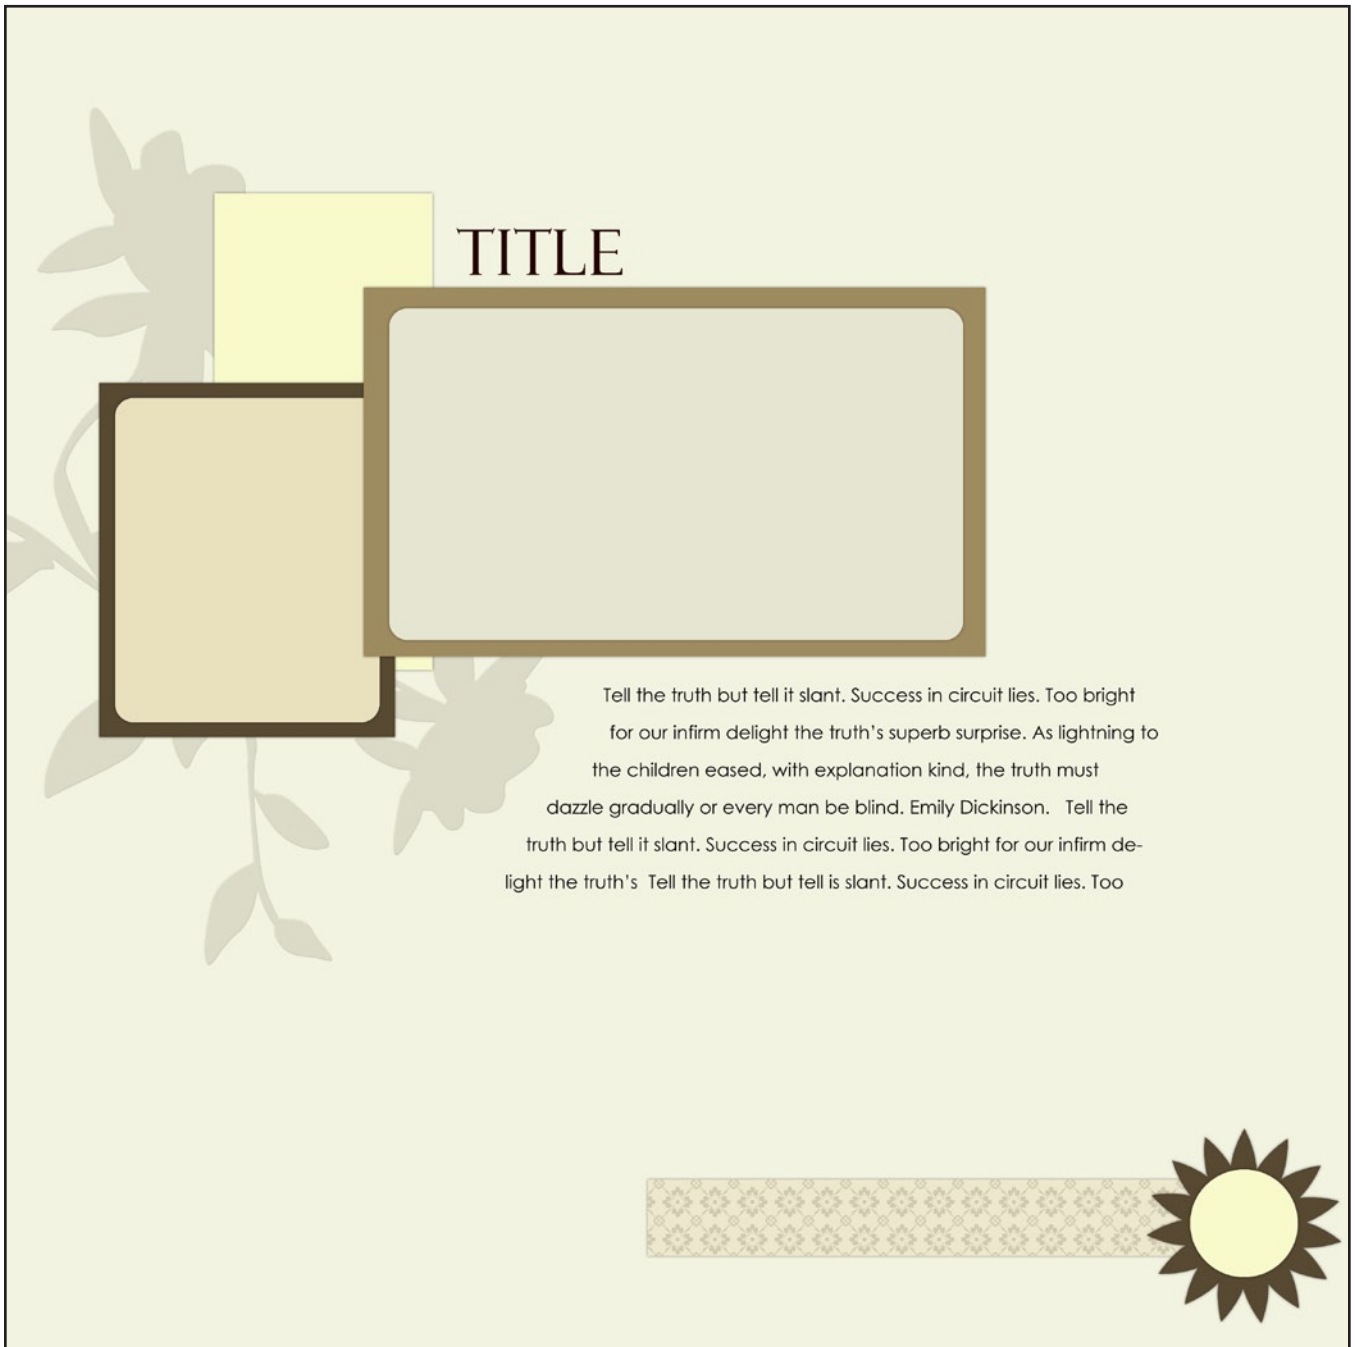 TITLE
Tell the truth but tell it slant. Success in circuit lies. Too bright
for our infirm delight the truth's superb surprise. As lightning to
the children eased, with explanation kind, the truth must
dazzle gradually or every man be blind. Emily Dickinson.   Tell the
truth but tell it slant. Success in circuit lies. Too bright for our infirm de-
light the truth's  Tell the truth but tell is slant. Success in circuit lies. Too